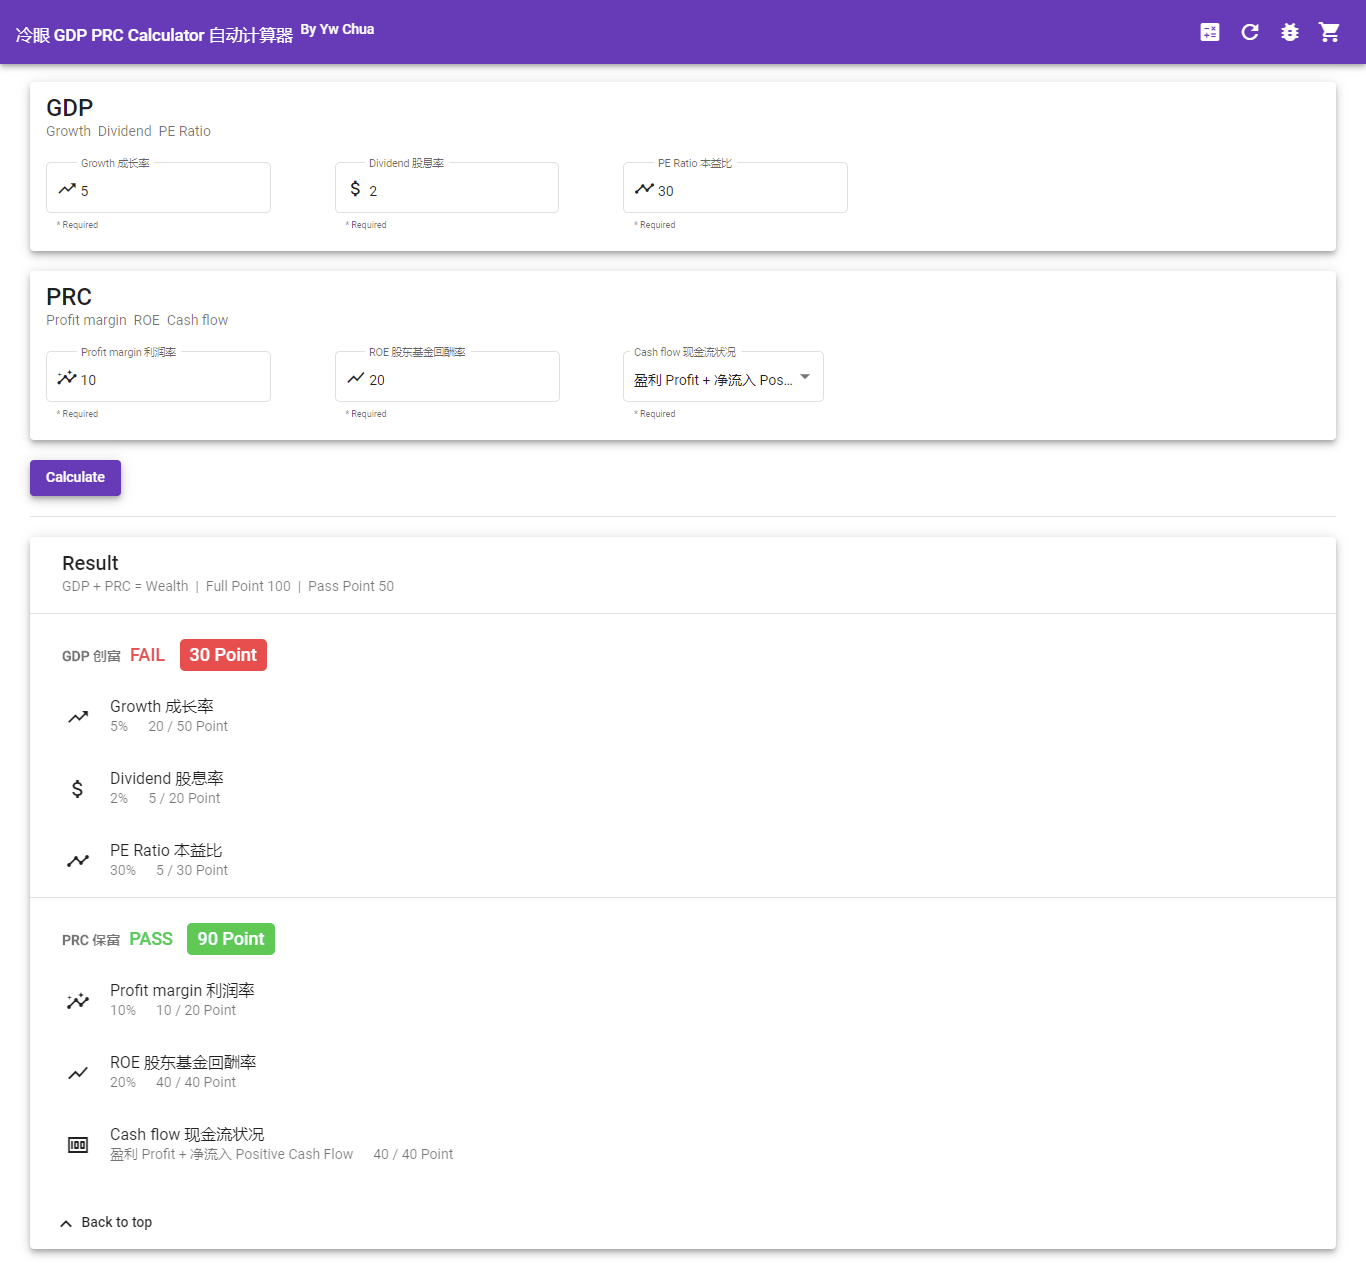 冷眼 GDP PRC Calculator 自动计算器 By Yw Chua
GDP
Growth Dividend PE Ratio
Growth 成长率 Dividend 股息率 PE Ratio 本益比
5 2 30
* Required * Required * Required
PRC
Profit margin ROE Cash flow
Profit margin 利润率 ROE 股东基金回酬率 Cash flow 现金流状况
10 20 盈利 Profit + 净流入 Pos...
* Required * Required * Required
Calculate
Result
GDP + PRC = Wealth | Full Point 100 | Pass Point 50
GDP 创富 FAIL 30 Point
Growth 成长率
5% 20 / 50 Point
Dividend 股息率
2% 5 / 20 Point
PE Ratio 本益比
30% 5 / 30 Point
PRC 保富 PASS 90 Point
Profit margin 利润率
10% 10 / 20 Point
ROE 股东基金回酬率
20% 40 / 40 Point
Cash flow 现金流状况
盈利 Profit + 净流入 Positive Cash Flow 40 / 40 Point
Back to top